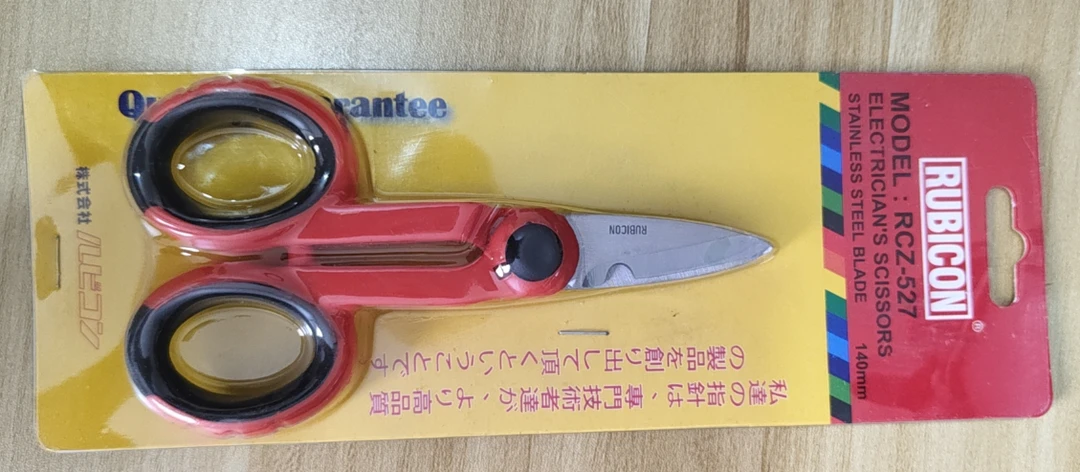 RUBICON®
MODEL : RCZ-527
ELECTRICIAN'S SCISSORS
STAINLESS STEEL BLADE 140mm
Qu rantee
RUBICON
株式会社 ルビコン
私達の指針は、専門技術者達が、より高品質
の製品を創り出して頂くということです